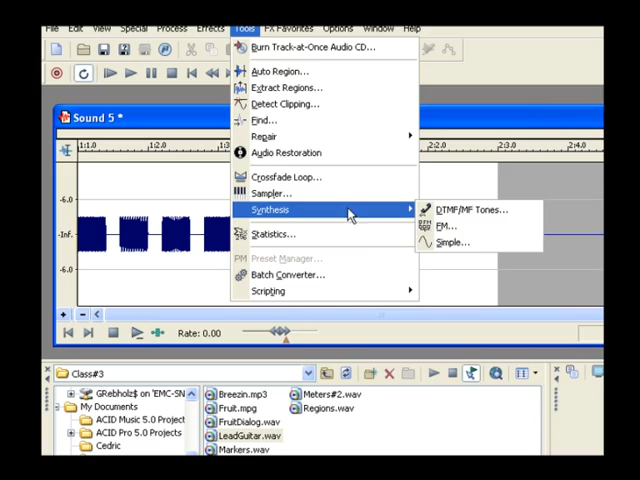 File Edit View Special Process Effects Tools FX Favorites Options Window Help
Burn Track-at-Once Audio CD...
Auto Region...
Extract Regions...
Detect Clipping...
Find...
Repair
Audio Restoration
Crossfade Loop...
Sampler...
Synthesis
DTMF/MF Tones...
FM...
Simple...
Statistics...
PM Preset Manager...
Batch Converter...
Scripting
Sound 5 *
1:1.0 1:2.0 1:3.0 2:3.0 2:4.0
-6.0
-Inf.
-6.0
Rate: 0.00
Class#3
GRebholz$ on 'EMC-SN
My Documents
ACID Music 5.0 Project
ACID Pro 5.0 Projects
Cedric
Breezin.mp3
Fruit.mpg
FruitDialog.wav
LeadGuitar.wav
Markers.wav
Meters#2.wav
Regions.wav